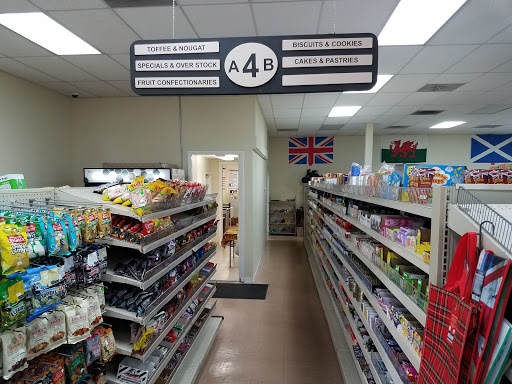 TOFFEE & NOUGAT
SPECIALS & OVER STOCK
FRUIT CONFECTIONARIES
A 4 B
BISCUITS & COOKIES
CAKES & PASTRIES